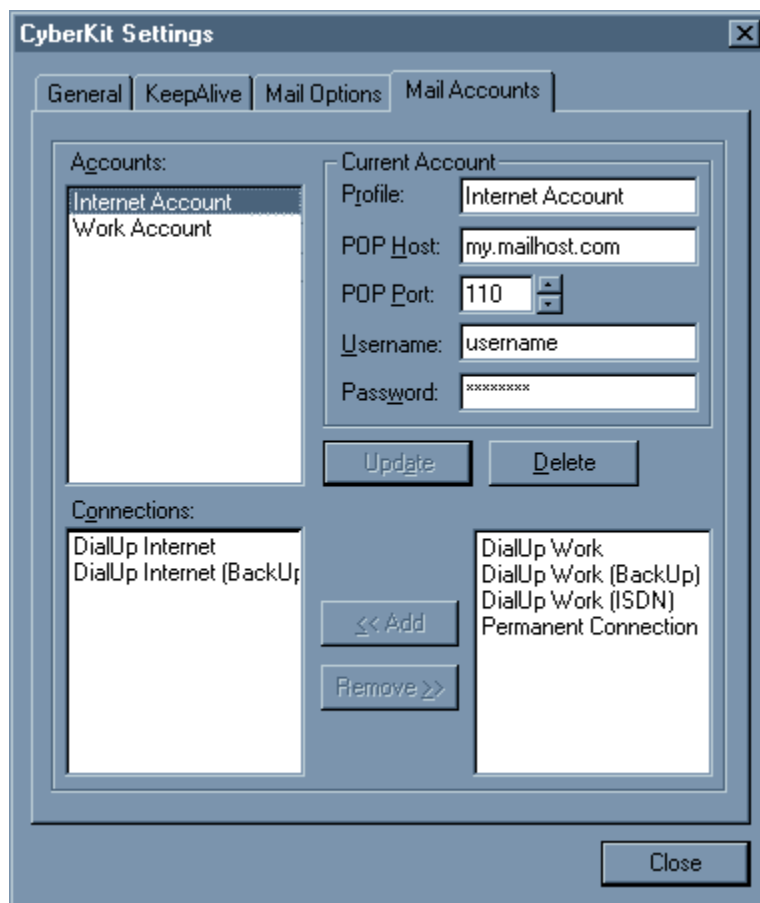 CyberKit Settings
General
KeepAlive
Mail Options
Mail Accounts
Accounts:
Internet Account
Work Account
Current Account
Profile:
Internet Account
POP Host:
my.mailhost.com
POP Port:
110
Username:
username
Password:
********
Update
Delete
Connections:
DialUp Internet
DialUp Internet (BackUp
<< Add
Remove >>
DialUp Work
DialUp Work (BackUp)
DialUp Work (ISDN)
Permanent Connection
Close